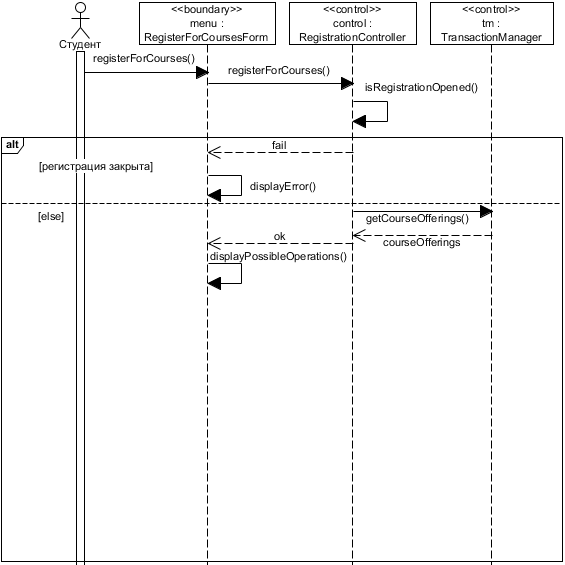 <<boundary>>
menu :
RegisterForCoursesForm
<<control>>
control :
RegistrationController
<<control>>
tm :
TransactionManager
Студент
registerForCourses()
registerForCourses()
isRegistrationOpened()
alt
fail
[регистрация закрыта]
displayError()
[else]
getCourseOfferings()
ok
courseOfferings
displayPossibleOperations()